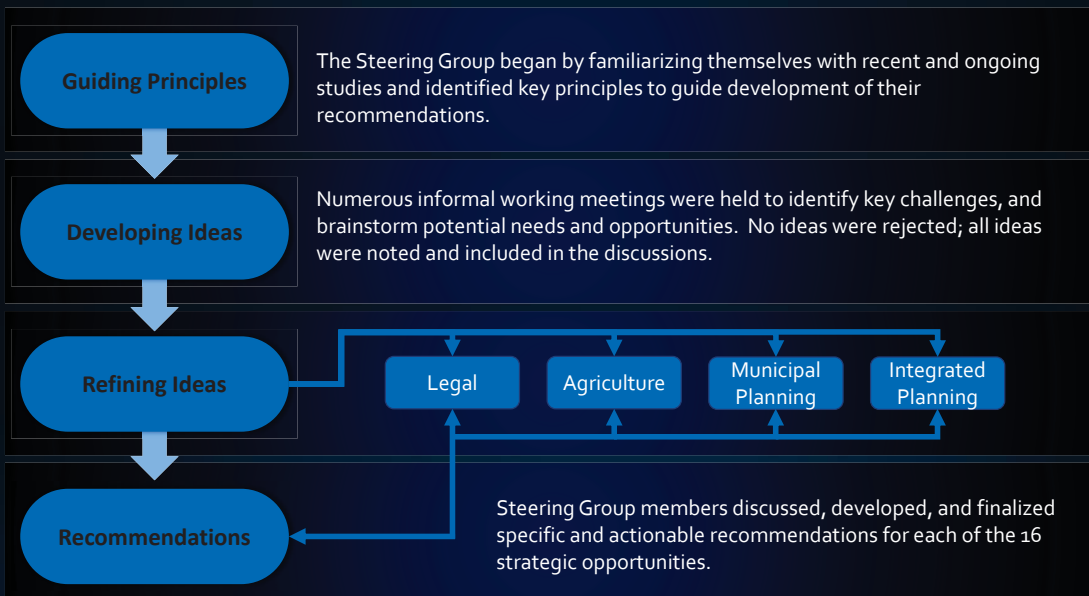 Guiding Principles
The Steering Group began by familiarizing themselves with recent and ongoing
studies and identified key principles to guide development of their
recommendations.
Developing Ideas
Numerous informal working meetings were held to identify key challenges, and
brainstorm potential needs and opportunities.  No ideas were rejected; all ideas
were noted and included in the discussions.
Refining Ideas
Legal
Agriculture
Municipal
Planning
Integrated
Planning
Recommendations
Steering Group members discussed, developed, and finalized
specific and actionable recommendations for each of the 16
strategic opportunities.